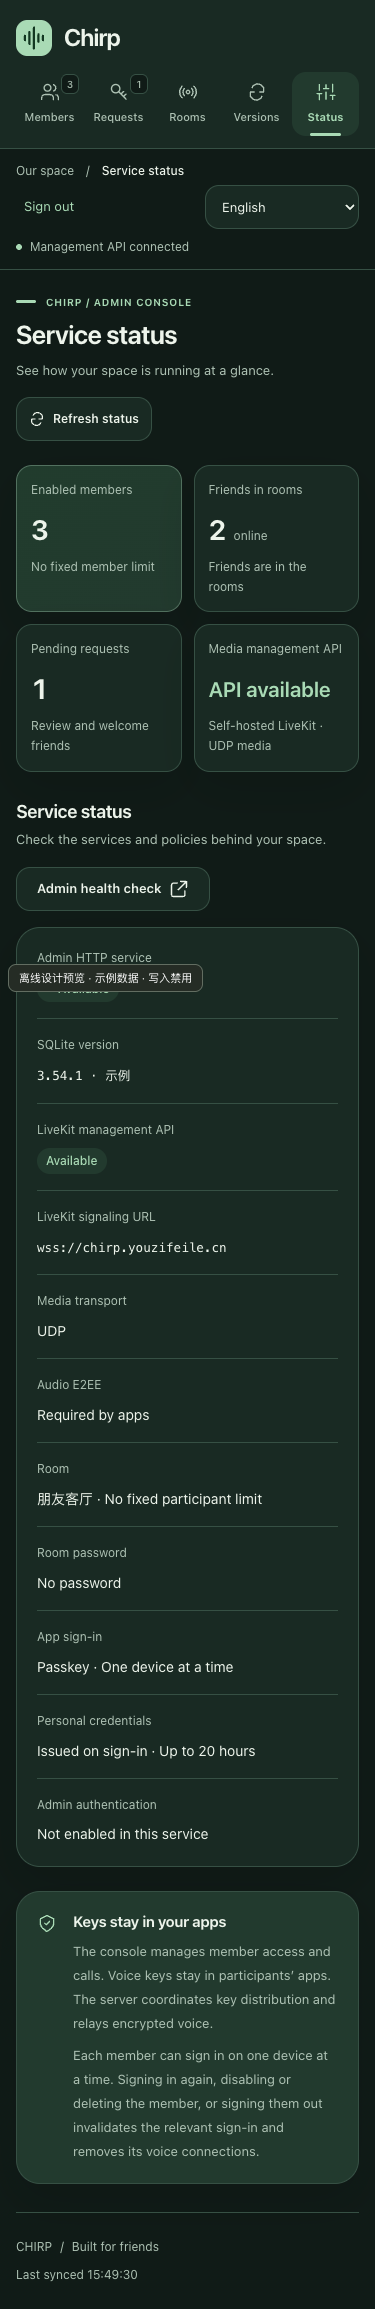 Chirp
3
1
Members
Requests
Rooms
Versions
Status
Our space / Service status
Sign out
English
Management API connected
CHIRP / ADMIN CONSOLE
Service status
See how your space is running at a glance.
Refresh status
Enabled members
3
No fixed member limit
Friends in rooms
2 online
Friends are in the
rooms
Pending requests
1
Review and welcome
friends
Media management API
API available
Self-hosted LiveKit ·
UDP media
Service status
Check the services and policies behind your space.
Admin health check
Admin HTTP service
离线设计预览 · 示例数据 · 写入禁用
SQLite version
3.54.1 · 示例
LiveKit management API
Available
LiveKit signaling URL
wss://chirp.youzifeile.cn
Media transport
UDP
Audio E2EE
Required by apps
Room
朋友客厅 · No fixed participant limit
Room password
No password
App sign-in
Passkey · One device at a time
Personal credentials
Issued on sign-in · Up to 20 hours
Admin authentication
Not enabled in this service
Keys stay in your apps
The console manages member access and
calls. Voice keys stay in participants’ apps.
The server coordinates key distribution and
relays encrypted voice.
Each member can sign in on one device at
a time. Signing in again, disabling or
deleting the member, or signing them out
invalidates the relevant sign-in and
removes its voice connections.
CHIRP / Built for friends
Last synced 15:49:30